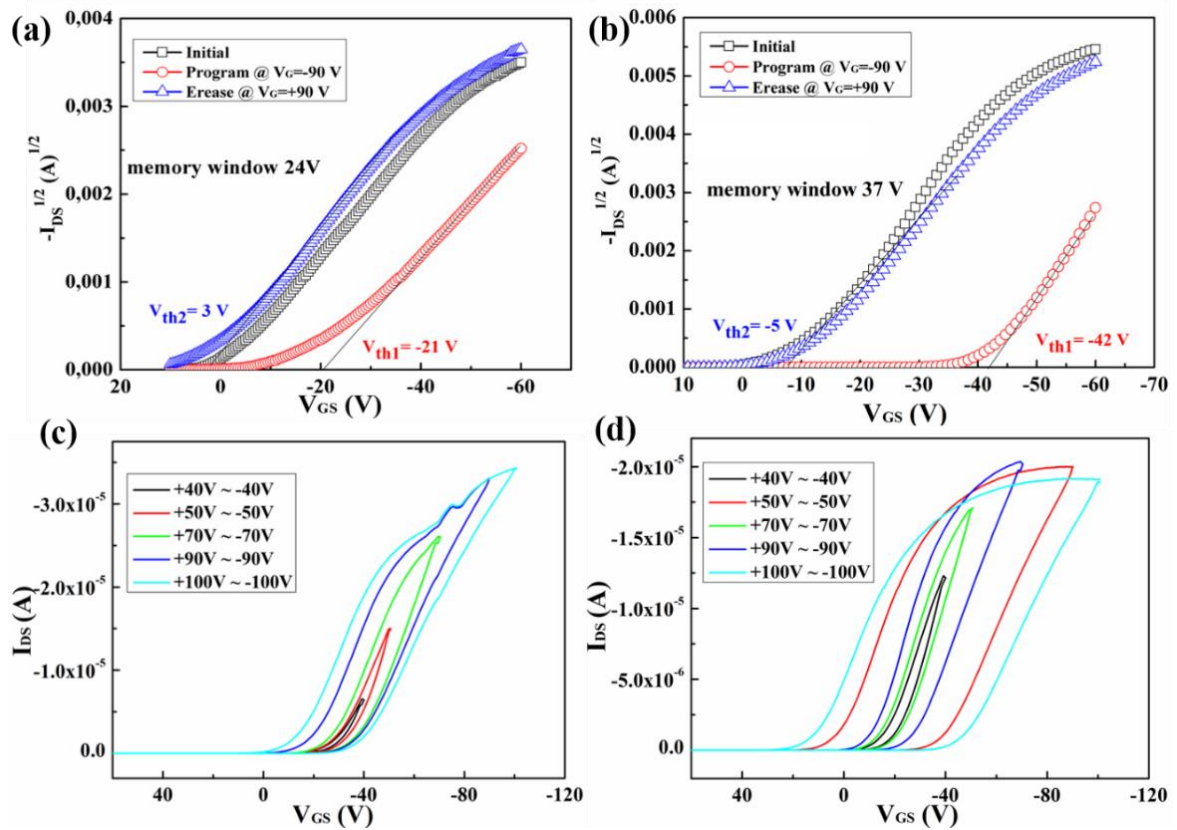 (a)
0,004
0,003
0,002
0,001
0,000
-I_DS^1/2 (A)^1/2
Initial
Program @ VG=-90 V
Erease @ VG=+90 V
memory window 24V
Vth2= 3 V
Vth1= -21 V
20 0 -20 -40 -60
VGS (V)
(b)
0.006
0.005
0.004
0.003
0.002
0.001
0.000
-I_DS^1/2 (A)^1/2
Initial
Program @ VG=-90 V
Erease @ VG=+90 V
memory window 37 V
Vth2= -5 V
Vth1= -42 V
10 0 -10 -20 -30 -40 -50 -60 -70
VGS (V)
(c)
-3.0x10^-5
-2.0x10^-5
-1.0x10^-5
0.0
IDS (A)
+40V ~ -40V
+50V ~ -50V
+70V ~ -70V
+90V ~ -90V
+100V ~ -100V
40 0 -40 -80 -120
VGS (V)
(d)
-2.0x10^-5
-1.5x10^-5
-1.0x10^-5
-5.0x10^-6
0.0
IDS (A)
+40V ~ -40V
+50V ~ -50V
+70V ~ -70V
+90V ~ -90V
+100V ~ -100V
40 0 -40 -80 -120
VGS (V)